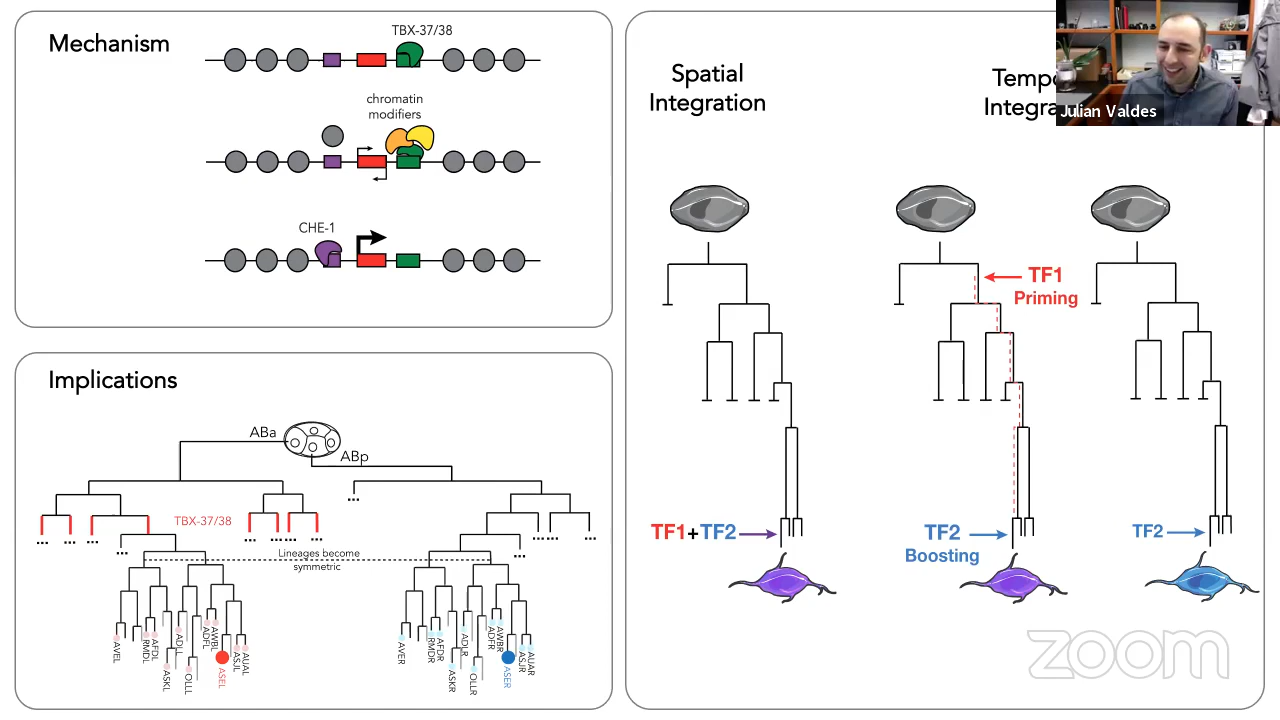 Mechanism
TBX-37/38
chromatin
modifiers
CHE-1
Implications
ABa
ABp
...
TBX-37/38
... ... ... ... ... ... ...
...
...
Lineages become
symmetric
AVEL
RMDL
AFDL
ASKL
ADLL
OLLL
ADFL
AWBL
ASEL
ASJL
AUAL
AVER
RMDR
AFDR
ASKR
ADLR
OLLR
ADFR
AWBR
ASER
ASJR
AUAR
Spatial
Integration
TF1+TF2
TF1
Priming
TF2
Boosting
TF2
Julian Valdes
zoom